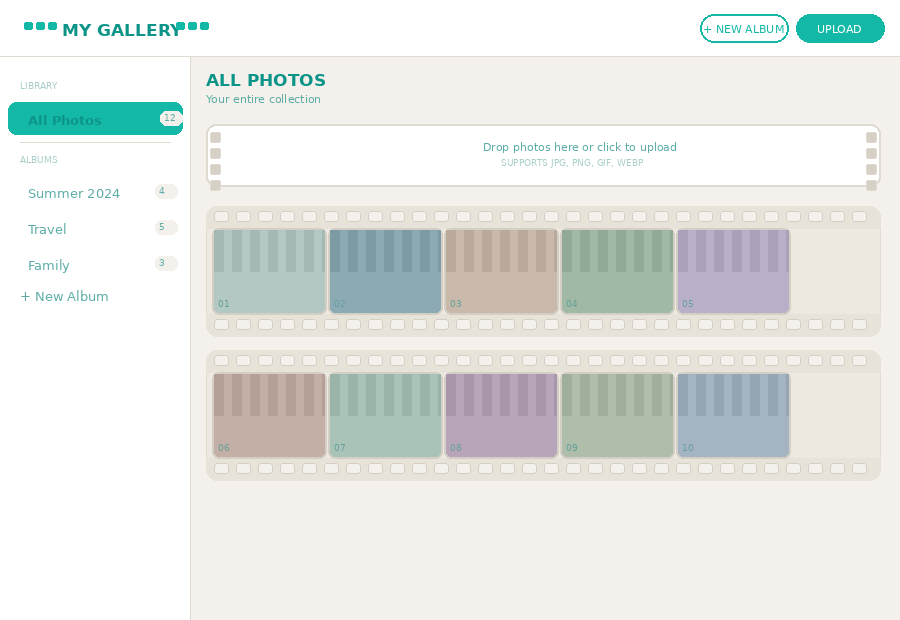 MY GALLERY
+ NEW ALBUM
UPLOAD
LIBRARY
All Photos
12
ALBUMS
Summer 2024
4
Travel
5
Family
3
+ New Album
ALL PHOTOS
Your entire collection
Drop photos here or click to upload
SUPPORTS JPG, PNG, GIF, WEBP
01
02
03
04
05
06
07
08
09
10